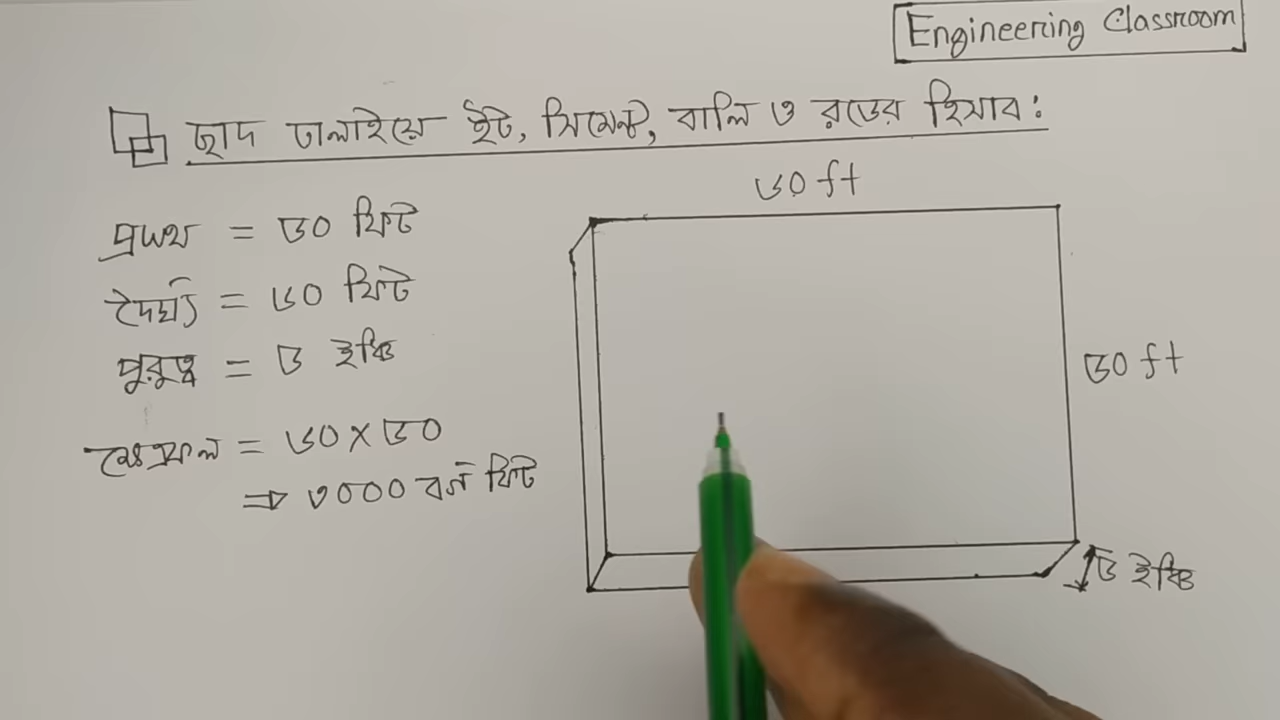 Engineering Classroom
ছাদ ঢালাইয়ে ইট, সিমেন্ট, বালি ও রডের হিসাব:
৬০ ft
প্রস্থ = ৫০ ফিট
দৈর্ঘ্য = ৬০ ফিট
পুরুত্ব = ৫ ইঞ্চি
৫০ ft
ক্ষেত্রফল = ৬০ × ৫০
⇒ ৩০০০ বর্গ ফিট
৫ ইঞ্চি